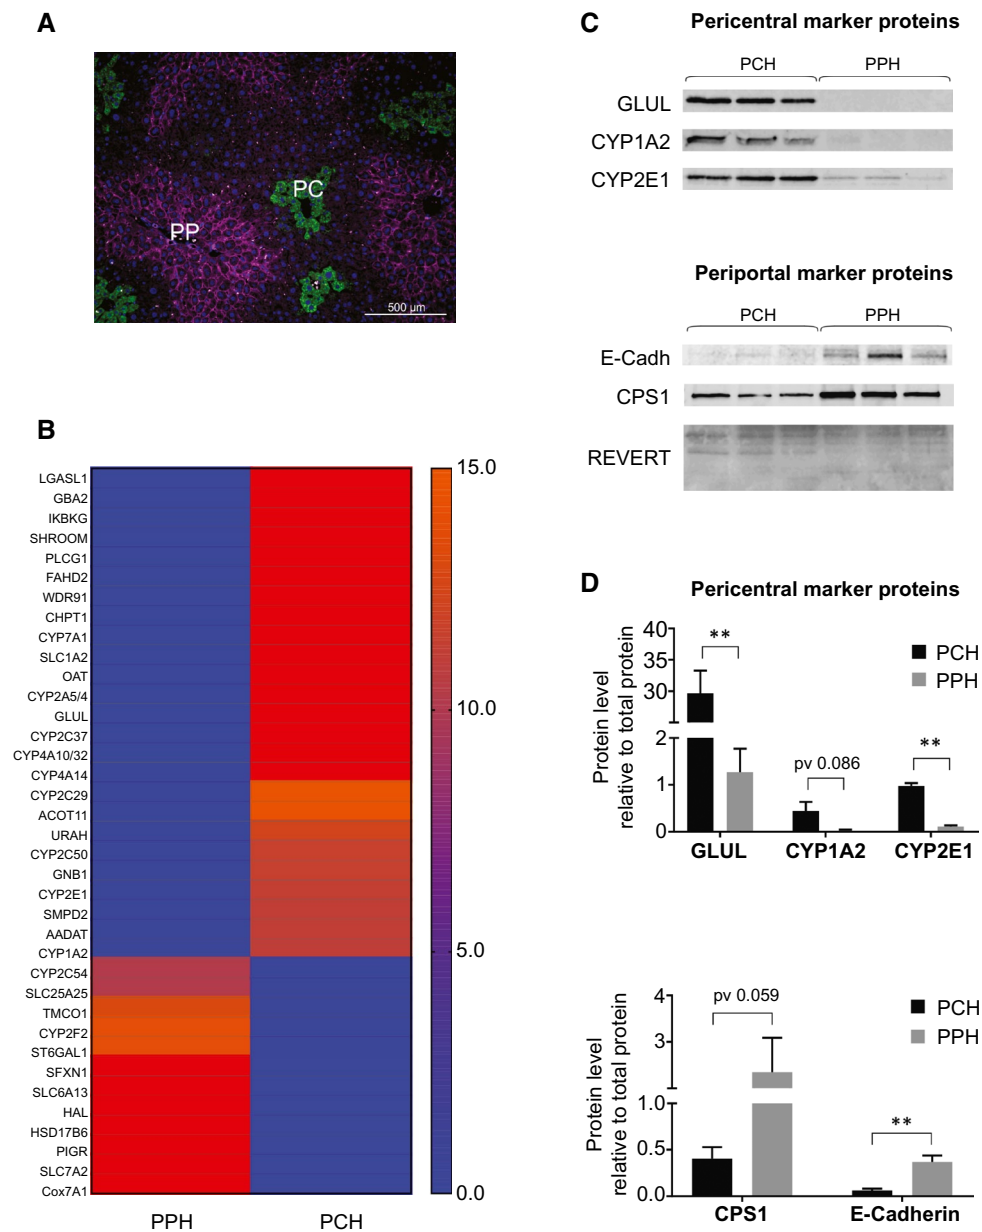 A
PC
PP
500 µm
B
LGASL1
GBA2
IKBKG
SHROOM
PLCG1
FAHD2
WDR91
CHPT1
CYP7A1
SLC1A2
OAT
CYP2A5/4
GLUL
CYP2C37
CYP4A10/32
CYP4A14
CYP2C29
ACOT11
URAH
CYP2C50
GNB1
CYP2E1
SMPD2
AADAT
CYP1A2
CYP2C54
SLC25A25
TMCO1
CYP2F2
ST6GAL1
SFXN1
SLC6A13
HAL
HSD17B6
PIGR
SLC7A2
Cox7A1
PPH PCH
15.0
10.0
5.0
0.0
C
Pericentral marker proteins
PCH PPH
GLUL
CYP1A2
CYP2E1
Periportal marker proteins
PCH PPH
E-Cadh
CPS1
REVERT
D
Pericentral marker proteins
Protein level
relative to total protein
40
35
30
2
1
0
**
pv 0.086
**
PCH
PPH
GLUL CYP1A2 CYP2E1
Protein level
relative to total protein
4
3
1.0
0.5
0.0
pv 0.059
**
PCH
PPH
CPS1 E-Cadherin